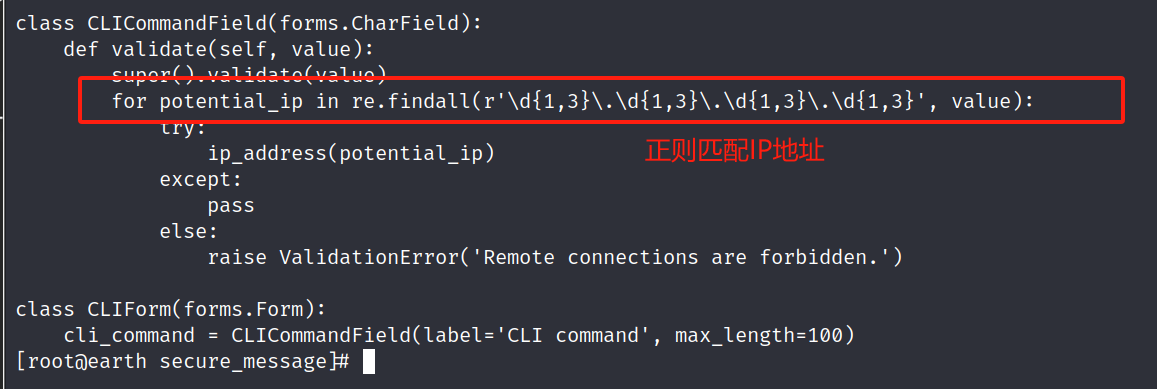 class CLICommandField(forms.CharField):
    def validate(self, value):
        super().validate(value)
        for potential_ip in re.findall(r'\d{1,3}\.\d{1,3}\.\d{1,3}\.\d{1,3}', value):
            try:
                ip_address(potential_ip)
            except:
                pass
            else:
                raise ValidationError('Remote connections are forbidden.')
正则匹配IP地址
class CLIForm(forms.Form):
    cli_command = CLICommandField(label='CLI command', max_length=100)
[root@earth secure_message]#